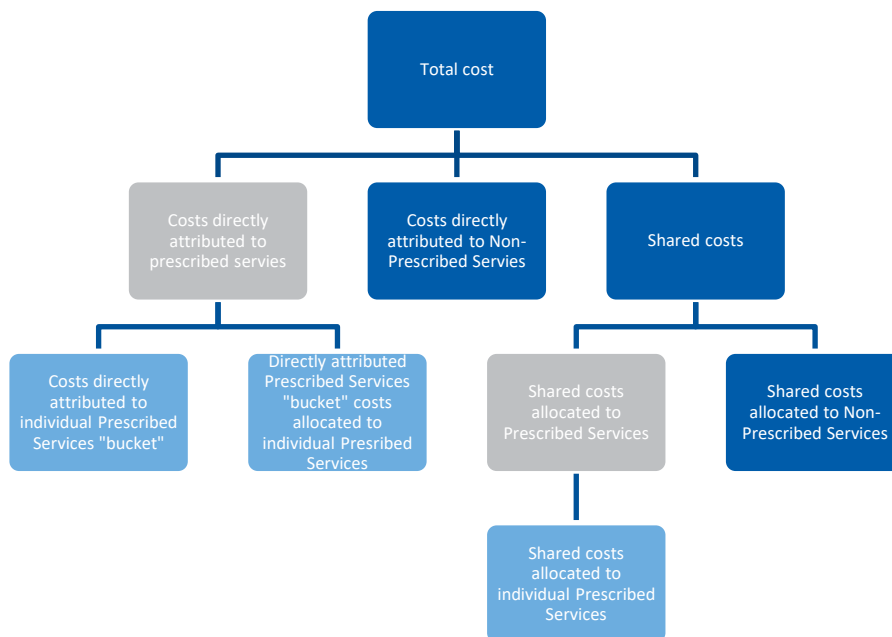 Total cost
Costs directly
attributed to
prescribed servies
Costs directly
attributed to Non-
Prescribed Servies
Shared costs
Costs directly
attributed to
individual Prescribed
Services "bucket"
Directly attributed
Prescribed Services
"bucket" costs
allocated to
individual Presribed
Services
Shared costs
allocated to
Prescribed Services
Shared costs
allocated to Non-
Prescribed Services
Shared costs
allocated to
individual Prescribed
Services